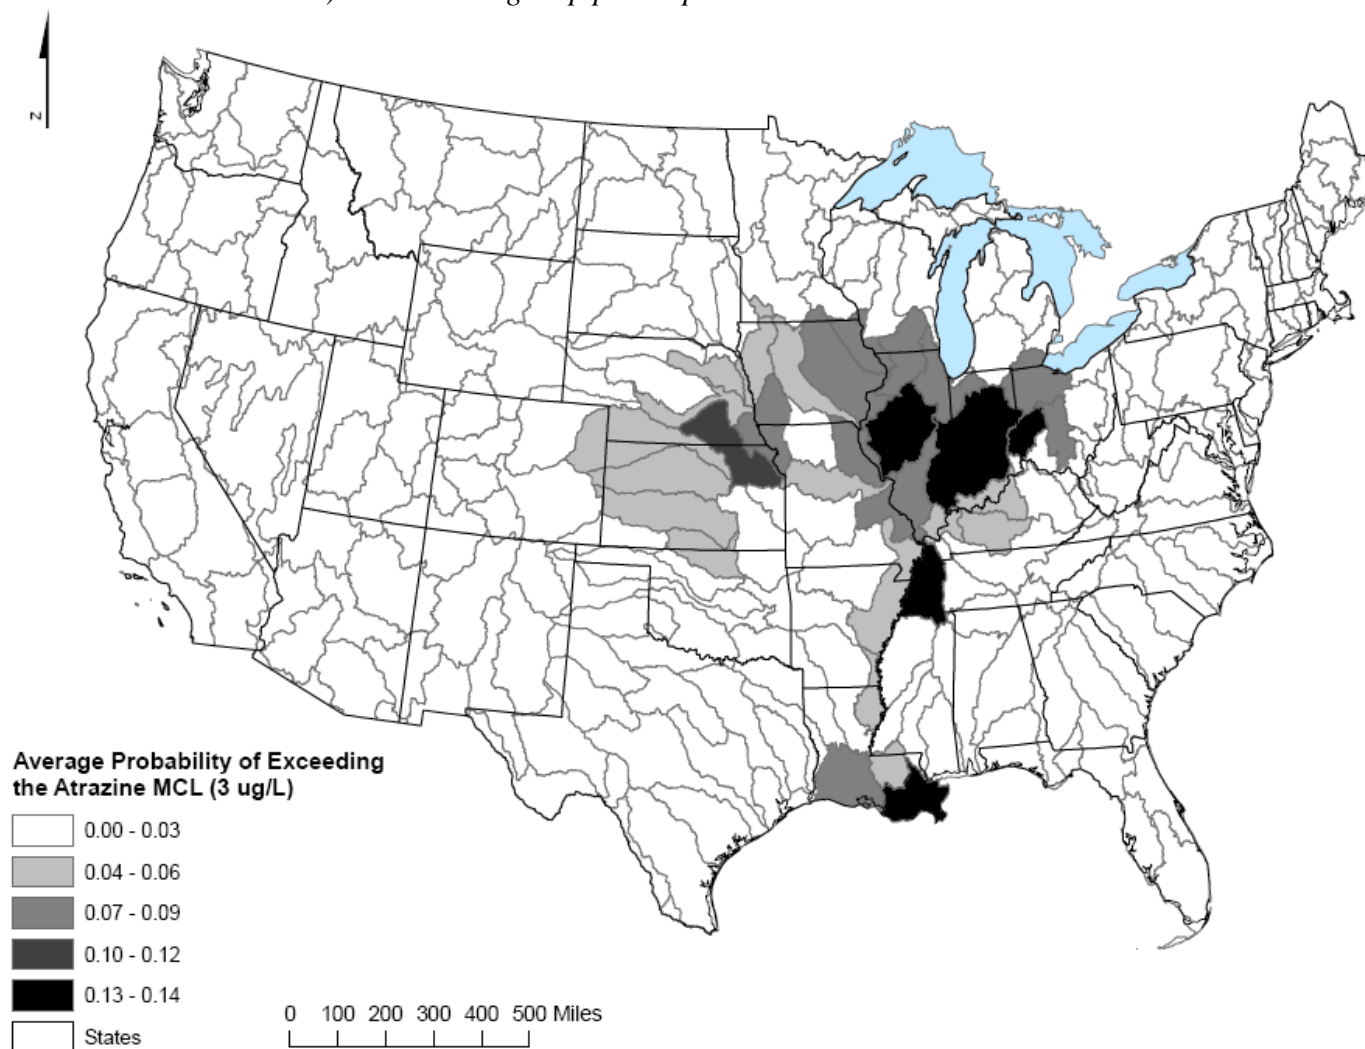 Z
Average Probability of Exceeding
the Atrazine MCL (3 ug/L)
0.00 - 0.03
0.04 - 0.06
0.07 - 0.09
0.10 - 0.12
0.13 - 0.14
States
0 100 200 300 400 500 Miles